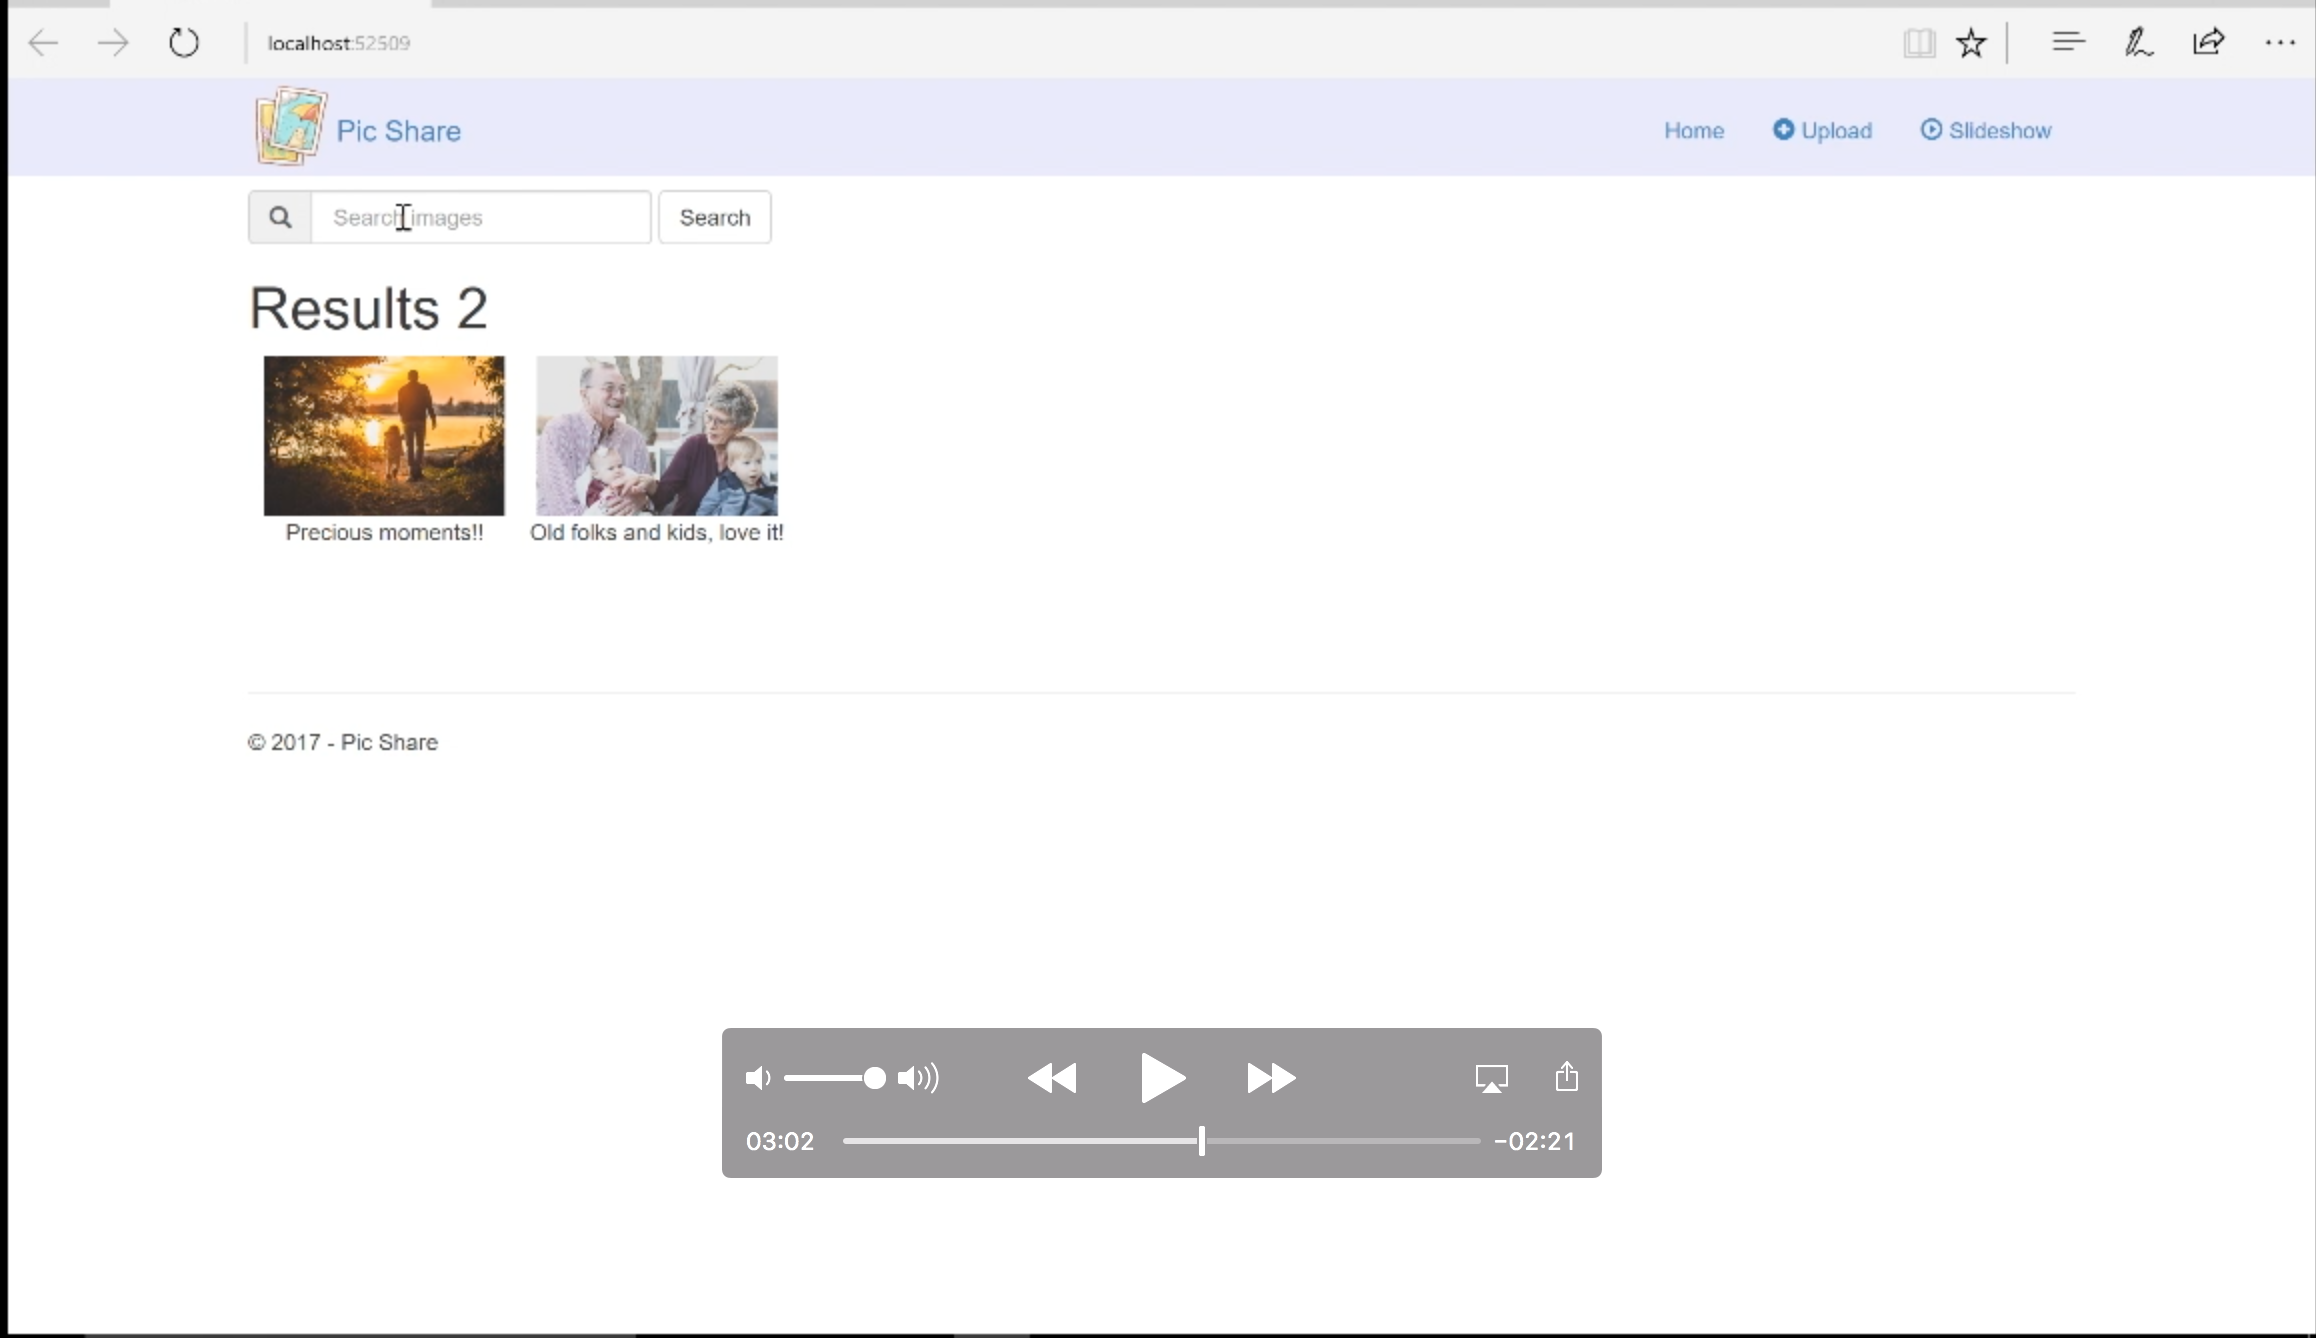 localhost:52509
Pic Share
Home
Upload
Slideshow
Search images
Search
Results 2
Precious moments!!
Old folks and kids, love it!
© 2017 - Pic Share
03:02
-02:21